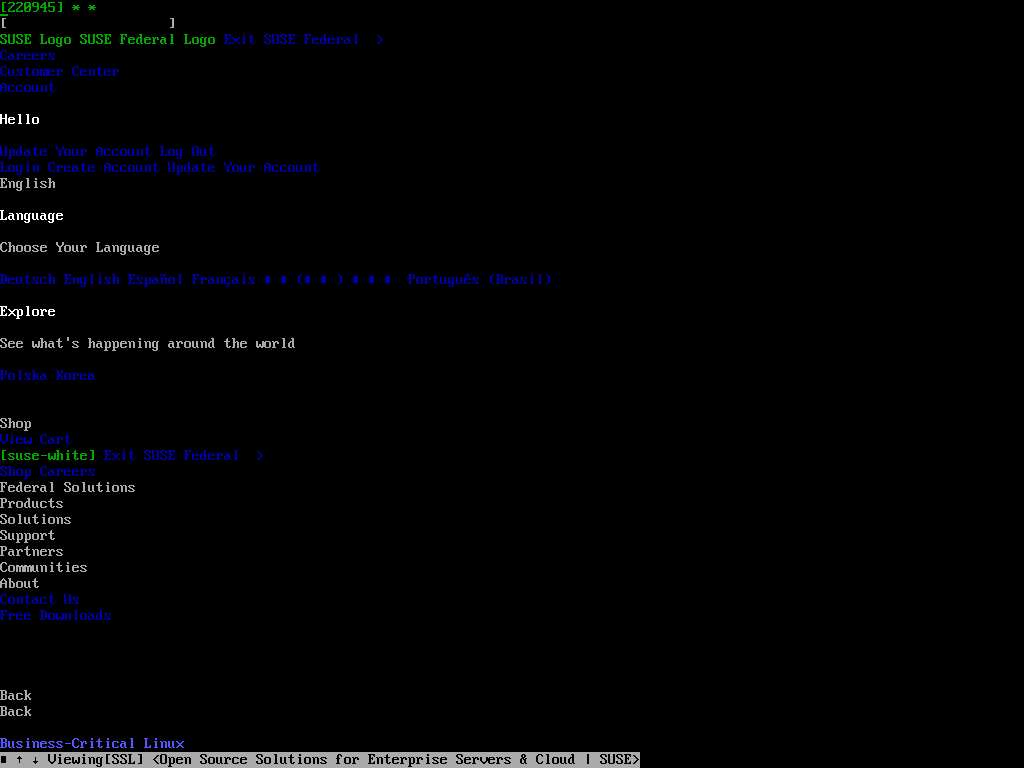 [220945] * *
[                    ]
SUSE Logo SUSE Federal Logo Exit SUSE Federal  >
Careers
Customer Center
Account
Hello
Update Your Account Log Out
Login Create Account Update Your Account
English
Language
Choose Your Language
Deutsch English Español Français ( ) Português (Brasil)
Explore
See what's happening around the world
Polska Korea
Shop
View Cart
[suse-white] Exit SUSE Federal  >
Shop Careers
Federal Solutions
Products
Solutions
Support
Partners
Communities
About
Contact Us
Free Downloads
Back
Back
Business-Critical Linux
↑ ↓ Viewing[SSL] <Open Source Solutions for Enterprise Servers & Cloud | SUSE>